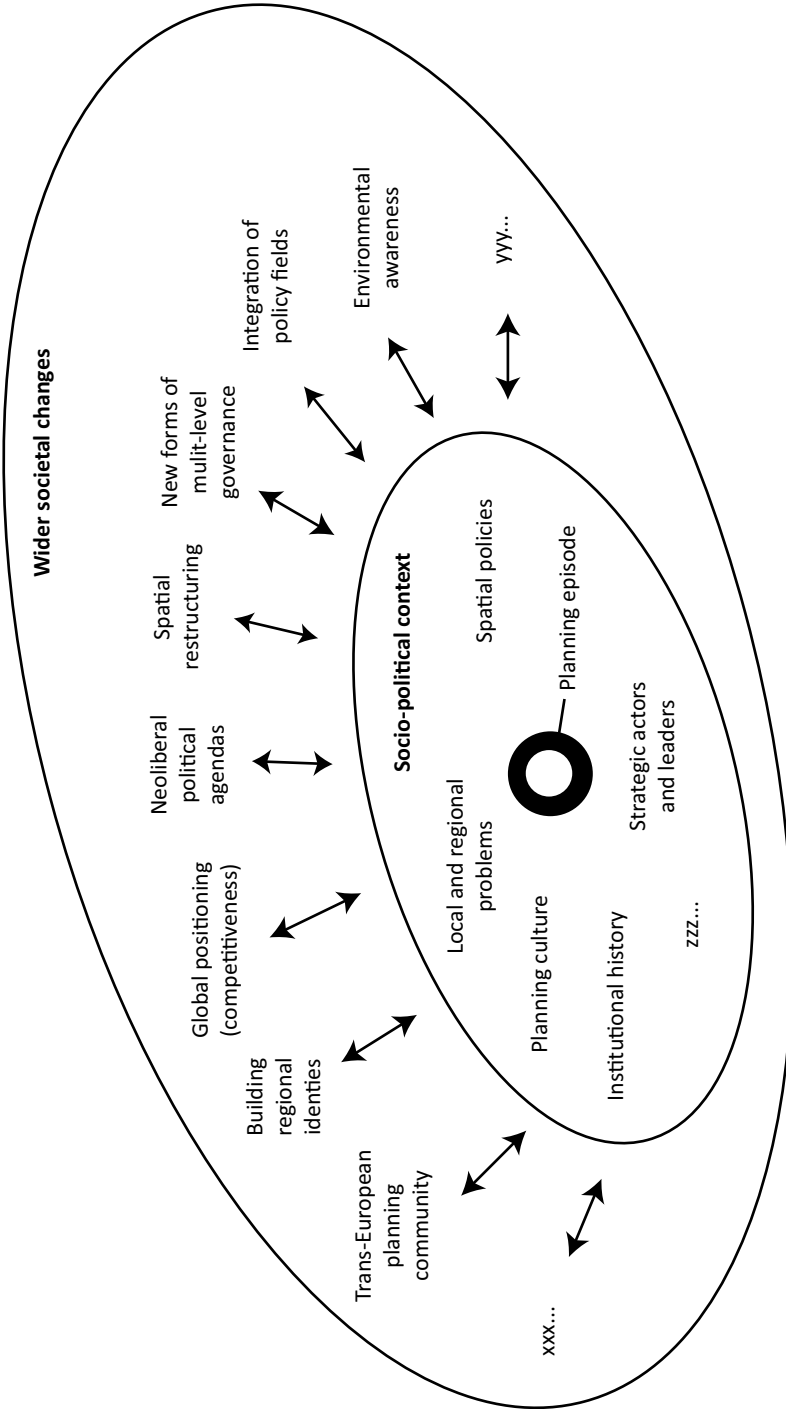 Wider societal changes
xxx...
Trans-European
planning
community
Building
regional
identies
Global positioning
(competitiveness)
Neoliberal
political
agendas
Spatial
restructuring
New forms of
mulit-level
governance
Integration of
policy fields
Environmental
awareness
yyy...
Socio-political context
Institutional history
Planning culture
Local and regional
problems
Spatial policies
Planning episode
Strategic actors
and leaders
zzz...